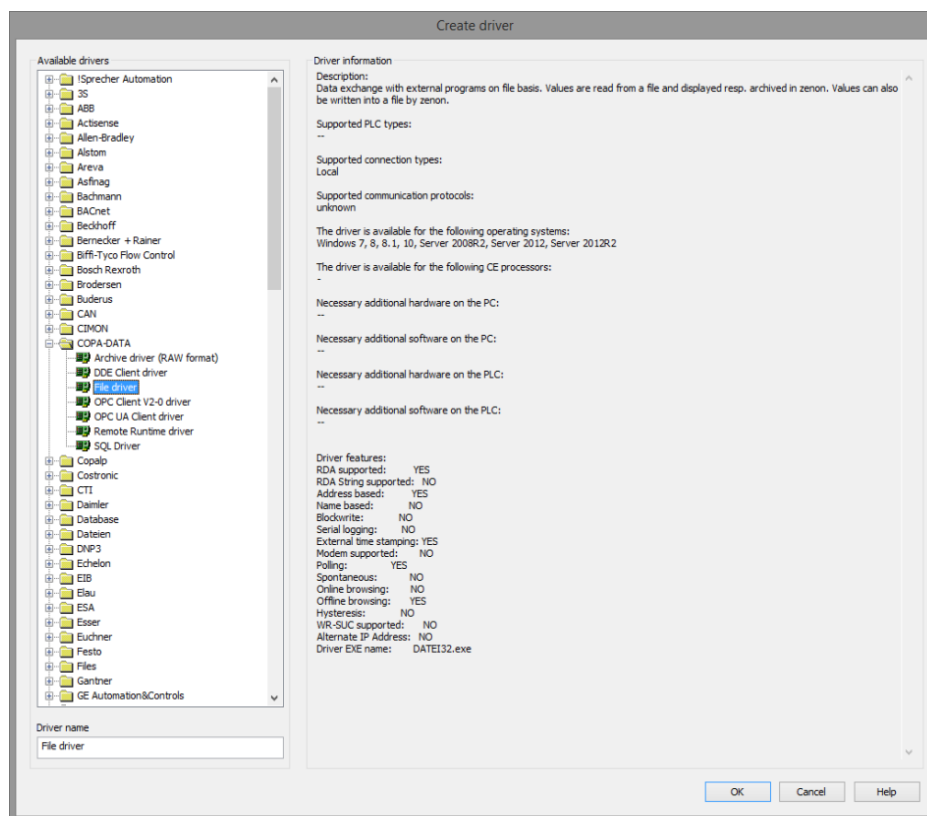 Create driver
Available drivers
!Sprecher Automation
3S
ABB
Actisense
Allen-Bradley
Alstom
Areva
Asfinag
Bachmann
BACnet
Beckhoff
Bernecker + Rainer
Biffi-Tyco Flow Control
Bosch Rexroth
Brodersen
Buderus
CAN
CIMON
COPA-DATA
Archive driver (RAW format)
DDE Client driver
File driver
OPC Client V2-0 driver
OPC UA Client driver
Remote Runtime driver
SQL Driver
Copalp
Costronic
CTI
Daimler
Database
Dateien
DNP3
Echelon
EIB
Elau
ESA
Esser
Euchner
Festo
Files
Gantner
GE Automation&Controls
Driver name
File driver
Driver information
Description:
Data exchange with external programs on file basis. Values are read from a file and displayed resp. archived in zenon. Values can also
be written into a file by zenon.
Supported PLC types:
--
Supported connection types:
Local
Supported communication protocols:
unknown
The driver is available for the following operating systems:
Windows 7, 8, 8.1, 10, Server 2008R2, Server 2012, Server 2012R2
The driver is available for the following CE processors:
-
Necessary additional hardware on the PC:
--
Necessary additional software on the PC:
--
Necessary additional hardware on the PLC:
--
Necessary additional software on the PLC:
--
Driver features:
RDA supported: YES
RDA String supported: NO
Address based: YES
Name based: NO
Blockwrite: NO
Serial logging: NO
External time stamping: YES
Modem supported: NO
Polling: YES
Spontaneous: NO
Online browsing: NO
Offline browsing: YES
Hysteresis: NO
WR-SUC supported: NO
Alternate IP Address: NO
Driver EXE name: DATEI32.exe
OK
Cancel
Help